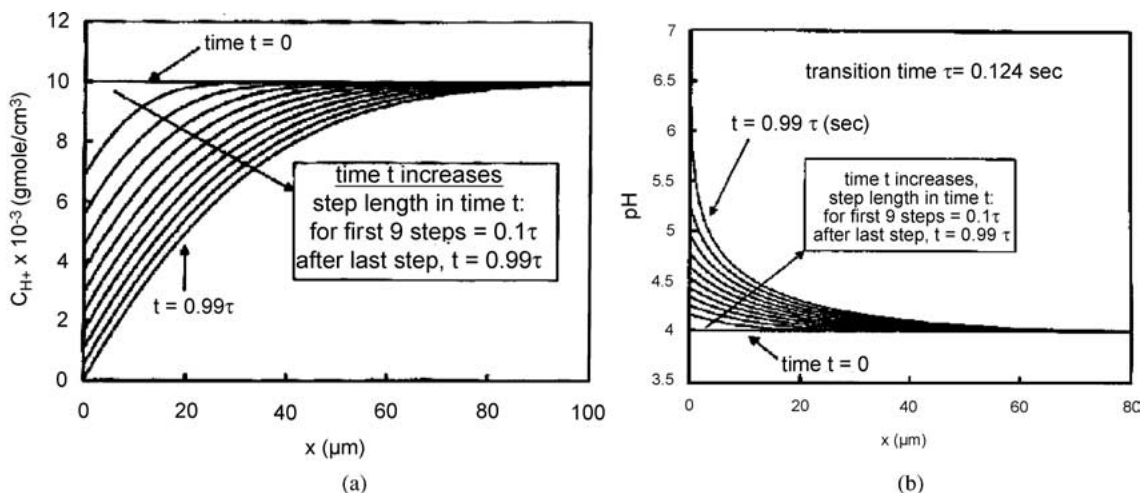 12
10
8
6
4
2
0
C_H+ x 10⁻³ (gmole/cm³)
time t = 0
time t increases
step length in time t:
for first 9 steps = 0.1τ
after last step, t = 0.99τ
t = 0.99τ
0 20 40 60 80 100
x (μm)
(a)
7
6.5
6
5.5
5
4.5
4
3.5
pH
transition time τ= 0.124 sec
t = 0.99 τ (sec)
time t increases,
step length in time t:
for first 9 steps = 0.1τ
after last step, t = 0.99 τ
time t = 0
0 20 40 60 80
x (μm)
(b)